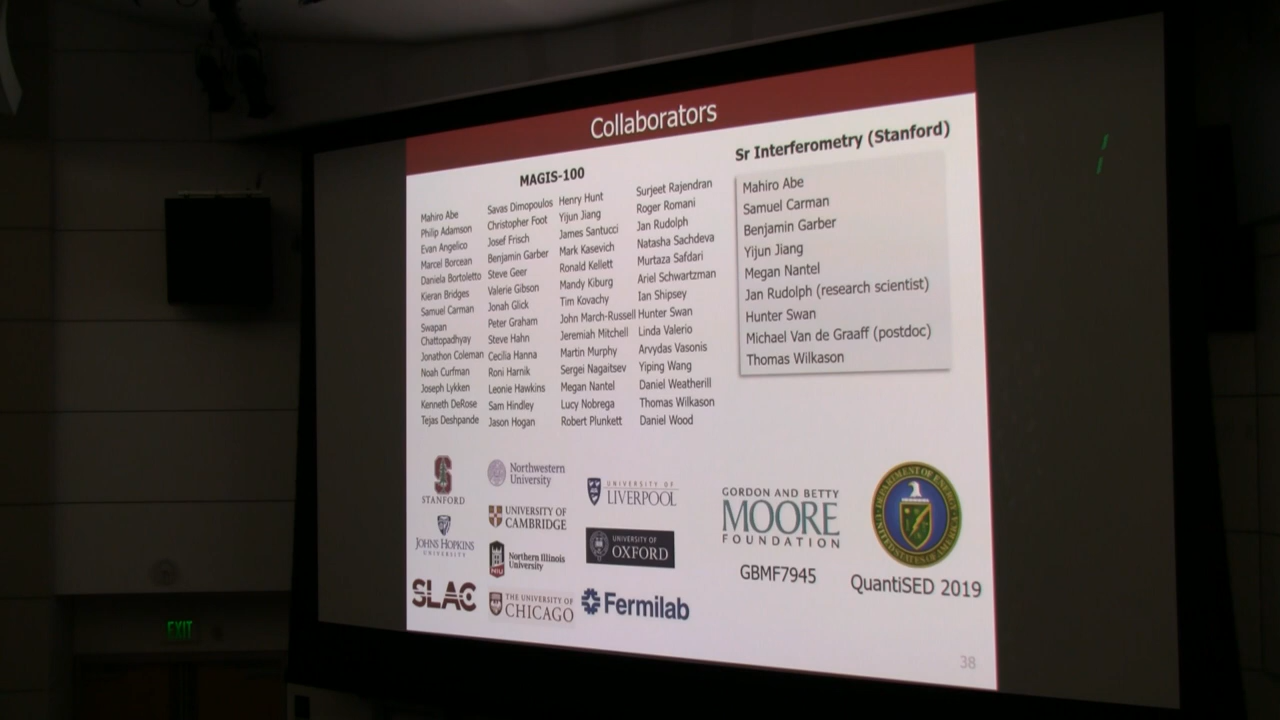 Collaborators
MAGIS-100
Mahiro Abe
Philip Adamson
Evan Angelico
Marcel Borcean
Daniela Bortoletto
Kieran Bridges
Samuel Carman
Swapan
Chattopadhyay
Jonathon Coleman
Noah Curfman
Joseph Lykken
Kenneth DeRose
Tejas Deshpande
Savas Dimopoulos
Christopher Foot
Josef Frisch
Benjamin Garber
Steve Geer
Valerie Gibson
Jonah Glick
Peter Graham
Steve Hahn
Cecilia Hanna
Roni Harnik
Leonie Hawkins
Sam Hindley
Jason Hogan
Henry Hunt
Yijun Jiang
James Santucci
Mark Kasevich
Ronald Kellett
Mandy Kiburg
Tim Kovachy
John March-Russell
Jeremiah Mitchell
Martin Murphy
Sergei Nagaitsev
Megan Nantel
Lucy Nobrega
Robert Plunkett
Surjeet Rajendran
Roger Romani
Jan Rudolph
Natasha Sachdeva
Murtaza Safdari
Ariel Schwartzman
Ian Shipsey
Hunter Swan
Linda Valerio
Arvydas Vasonis
Yiping Wang
Daniel Weatherill
Thomas Wilkason
Daniel Wood
Sr Interferometry (Stanford)
Mahiro Abe
Samuel Carman
Benjamin Garber
Yijun Jiang
Megan Nantel
Jan Rudolph (research scientist)
Hunter Swan
Michael Van de Graaff (postdoc)
Thomas Wilkason
STANFORD
JOHNS HOPKINS
UNIVERSITY
SLAC
Northwestern
University
UNIVERSITY OF
CAMBRIDGE
NIU
Northern Illinois
University
THE UNIVERSITY OF
CHICAGO
UNIVERSITY OF
LIVERPOOL
UNIVERSITY OF
OXFORD
Fermilab
GORDON AND BETTY
MOORE
FOUNDATION
GBMF7945
DEPARTMENT OF ENERGY
UNITED STATES OF AMERICA
QuantiSED 2019
38
EXIT